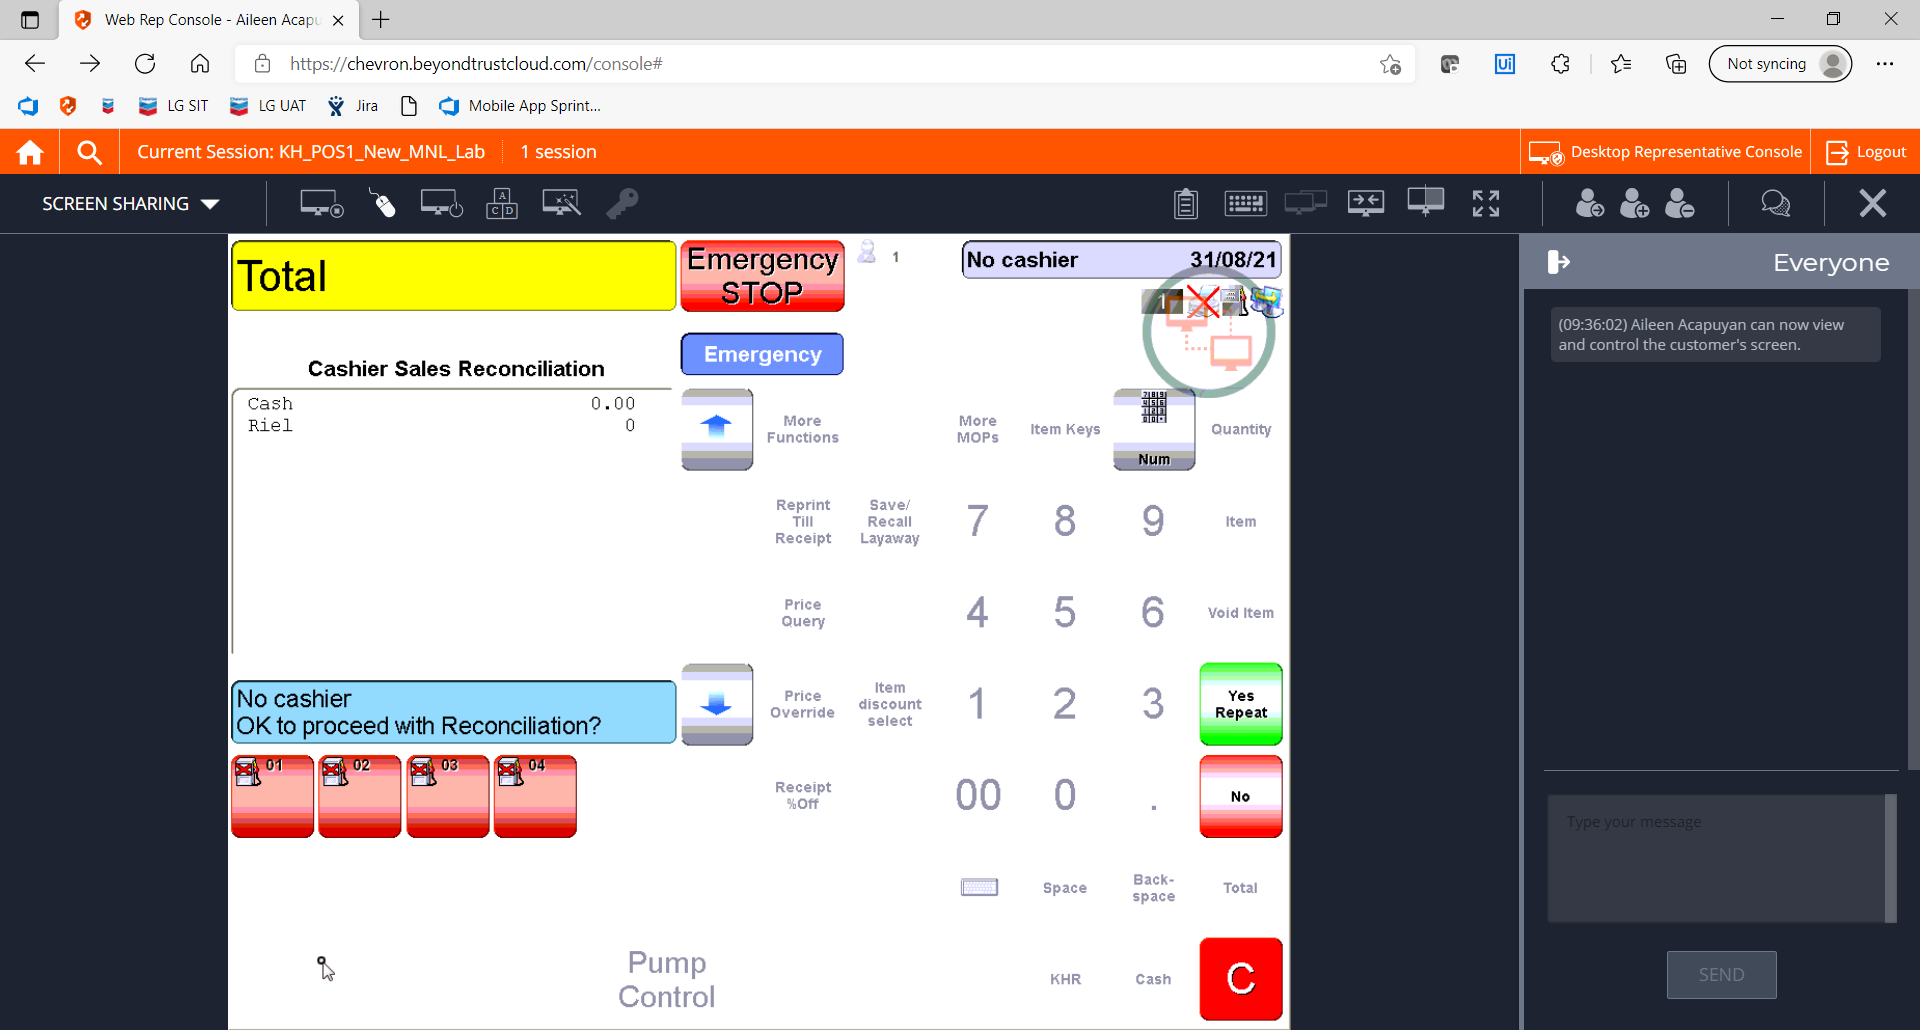 Web Rep Console - Aileen Acapu
https://chevron.beyondtrustcloud.com/console#
Not syncing
LG SIT
LG UAT
Jira
Mobile App Sprint...
Current Session: KH_POS1_New_MNL_Lab
1 session
Desktop Representative Console
Logout
SCREEN SHARING
Total
Emergency
STOP
1
No cashier 31/08/21
1
Emergency
Everyone
(09:36:02) Aileen Acapuyan can now view
and control the customer's screen.
Cashier Sales Reconciliation
Cash 0.00
Riel 0
More
Functions
More
MOPs
Item Keys
Num
Quantity
Reprint
Till
Receipt
Save/
Recall
Layaway
7
8
9
Item
Price
Query
4
5
6
Void Item
No cashier
OK to proceed with Reconciliation?
Price
Override
Item
discount
select
1
2
3
Yes
Repeat
01
02
03
04
Receipt
%Off
00
0
.
No
Space
Back-
space
Total
Pump
Control
KHR
Cash
C
Type your message
SEND